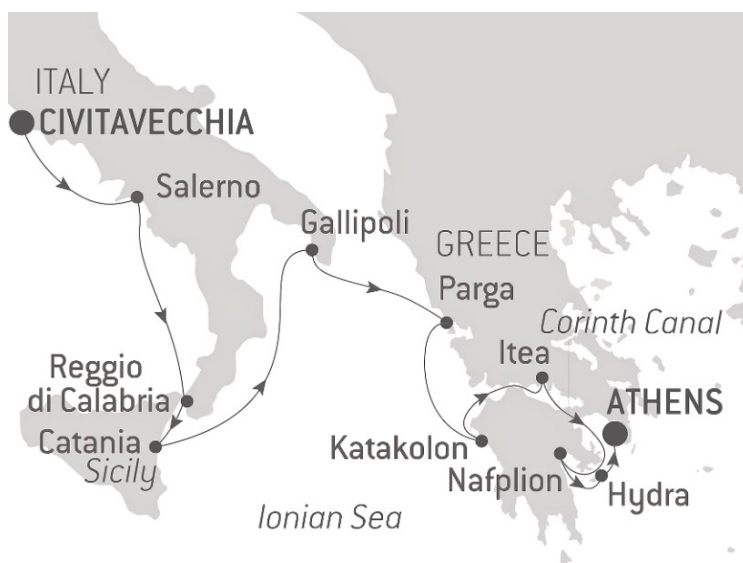 ITALY
CIVITAVECCHIA
Salerno
Gallipoli
GREECE
Parga
Corinth Canal
Itea
Reggio
di Calabria
ATHENS
Catania
Sicily
Katakolon
Nafplion
Hydra
Ionian Sea